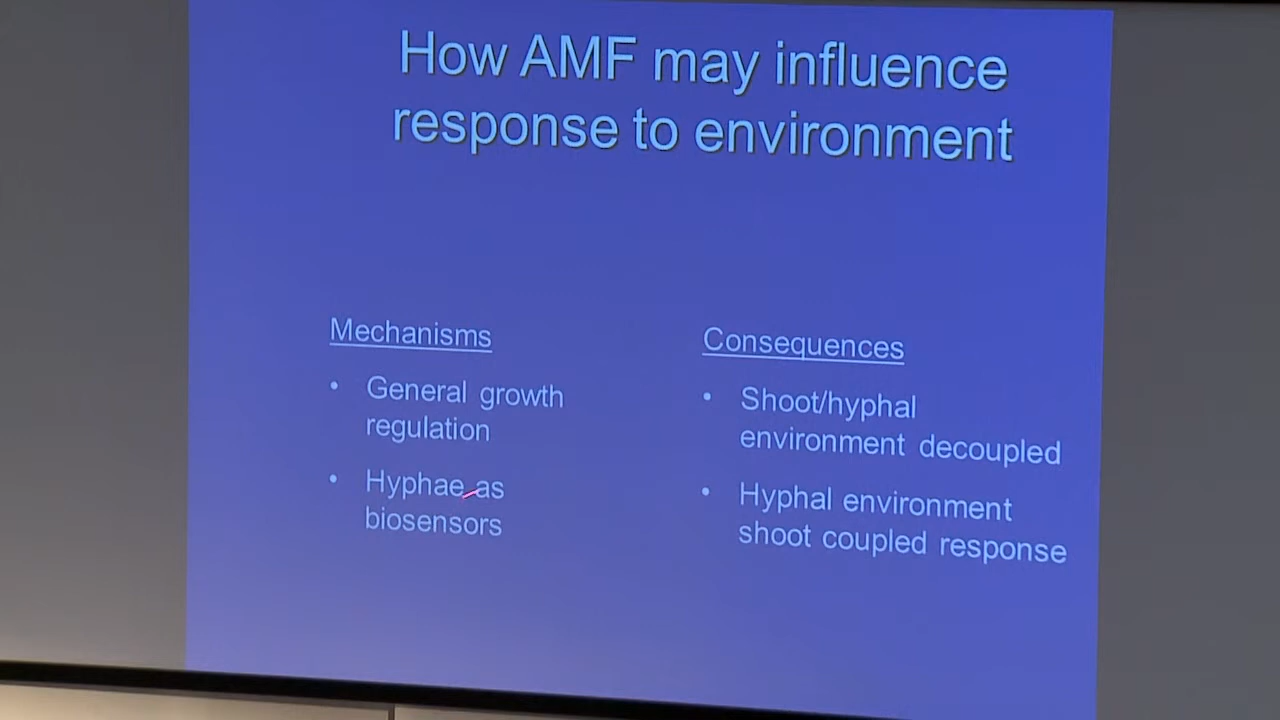 How AMF may influence
response to environment
Mechanisms
• General growth
regulation
• Hyphae as
biosensors
Consequences
• Shoot/hyphal
environment decoupled
• Hyphal environment
shoot coupled response